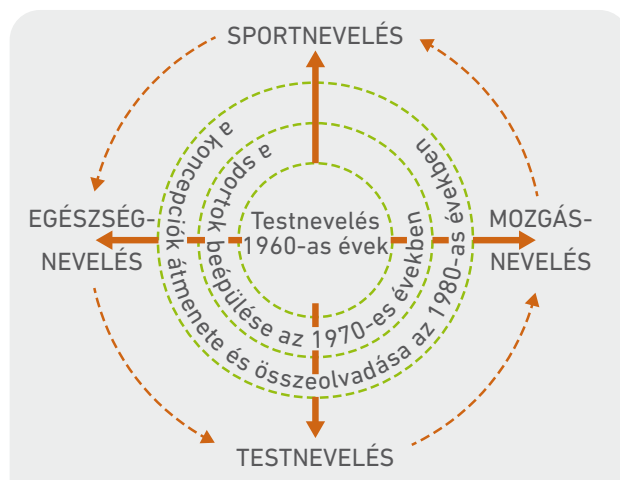 SPORTNEVELÉS
EGÉSZSÉG-
NEVELÉS
Testnevelés
1960-as évek
a sportok beépülése az 1970-es években
a koncepciók átmenete és összeolvadása az 1980-as években
MOZGÁS-
NEVELÉS
TESTNEVELÉS